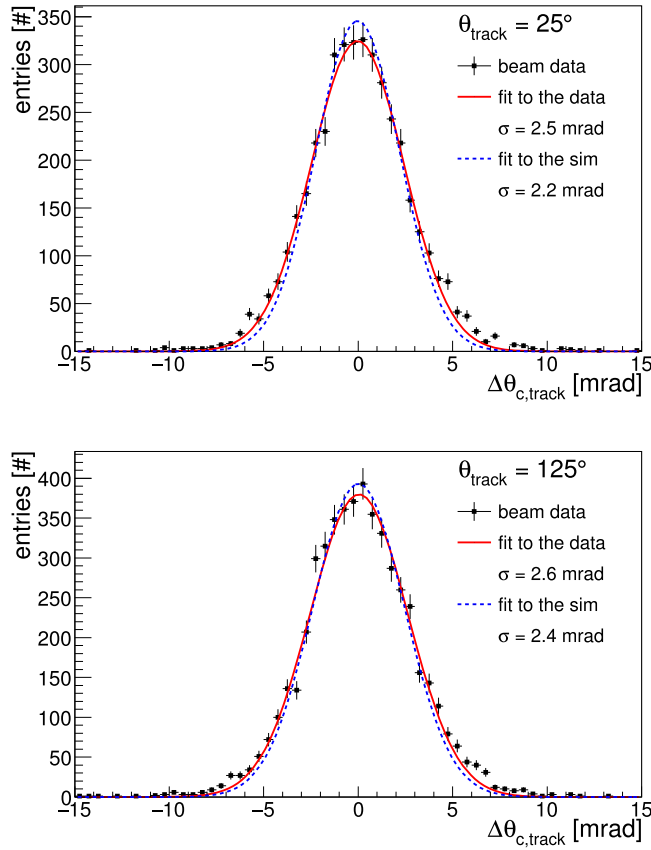 entries [#]
350
300
250
200
150
100
50
0
θtrack = 25°
beam data
fit to the data
σ = 2.5 mrad
fit to the sim
σ = 2.2 mrad
−15 −10 −5 0 5 10 15
Δθc,track [mrad]
entries [#]
400
350
300
250
200
150
100
50
0
θtrack = 125°
beam data
fit to the data
σ = 2.6 mrad
fit to the sim
σ = 2.4 mrad
−15 −10 −5 0 5 10 15
Δθc,track [mrad]